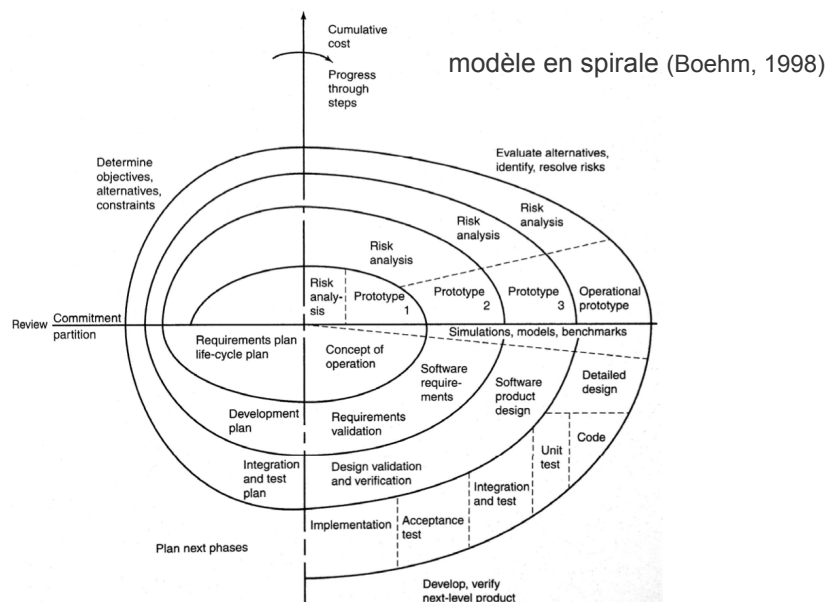 Cumulative
cost
Progress
through
steps
modèle en spirale (Boehm, 1998)
Determine
objectives,
alternatives,
constraints
Evaluate alternatives,
identify, resolve risks
Risk
analysis
Risk
analysis
Risk
analysis
Risk
analy-
sis
Prototype
1
Prototype
2
Prototype
3
Operational
prototype
Review
Commitment
partition
Simulations, models, benchmarks
Requirements plan
life-cycle plan
Concept of
operation
Software
require-
ments
Software
product
design
Detailed
design
Development
plan
Requirements
validation
Integration
and test
plan
Design validation
and verification
Code
Unit
test
Integration
and test
Acceptance
test
Implementation
Plan next phases
Develop, verify
next-level product